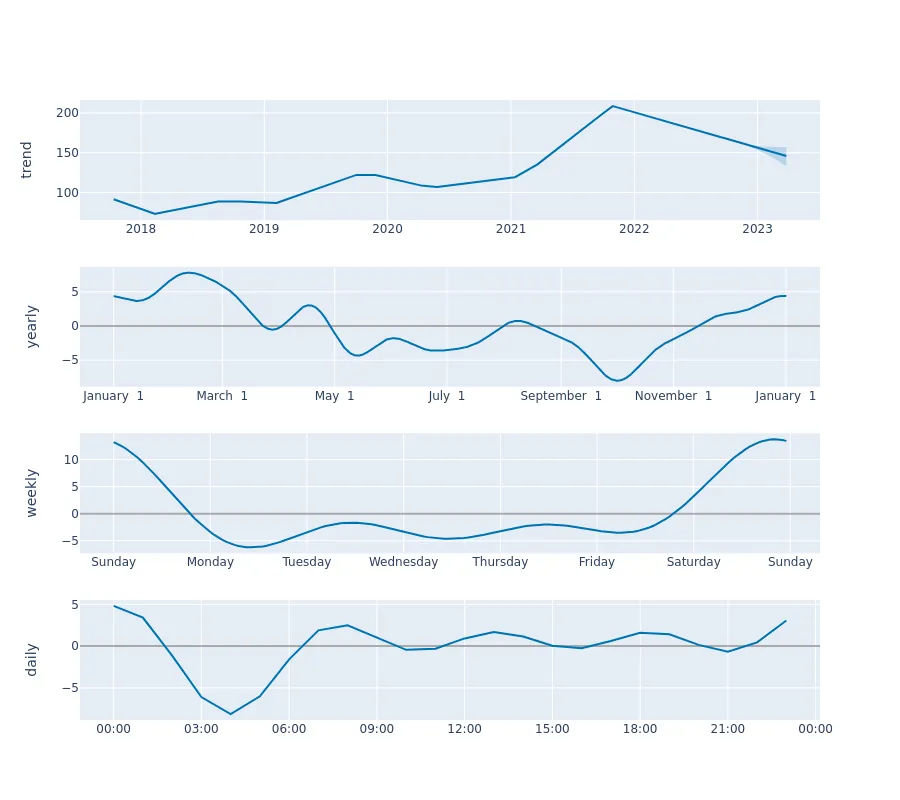 trend
200
150
100
2018 2019 2020 2021 2022 2023
yearly
5
0
−5
January 1 March 1 May 1 July 1 September 1 November 1 January 1
weekly
10
5
0
−5
Sunday Monday Tuesday Wednesday Thursday Friday Saturday Sunday
daily
5
0
−5
00:00 03:00 06:00 09:00 12:00 15:00 18:00 21:00 00:00